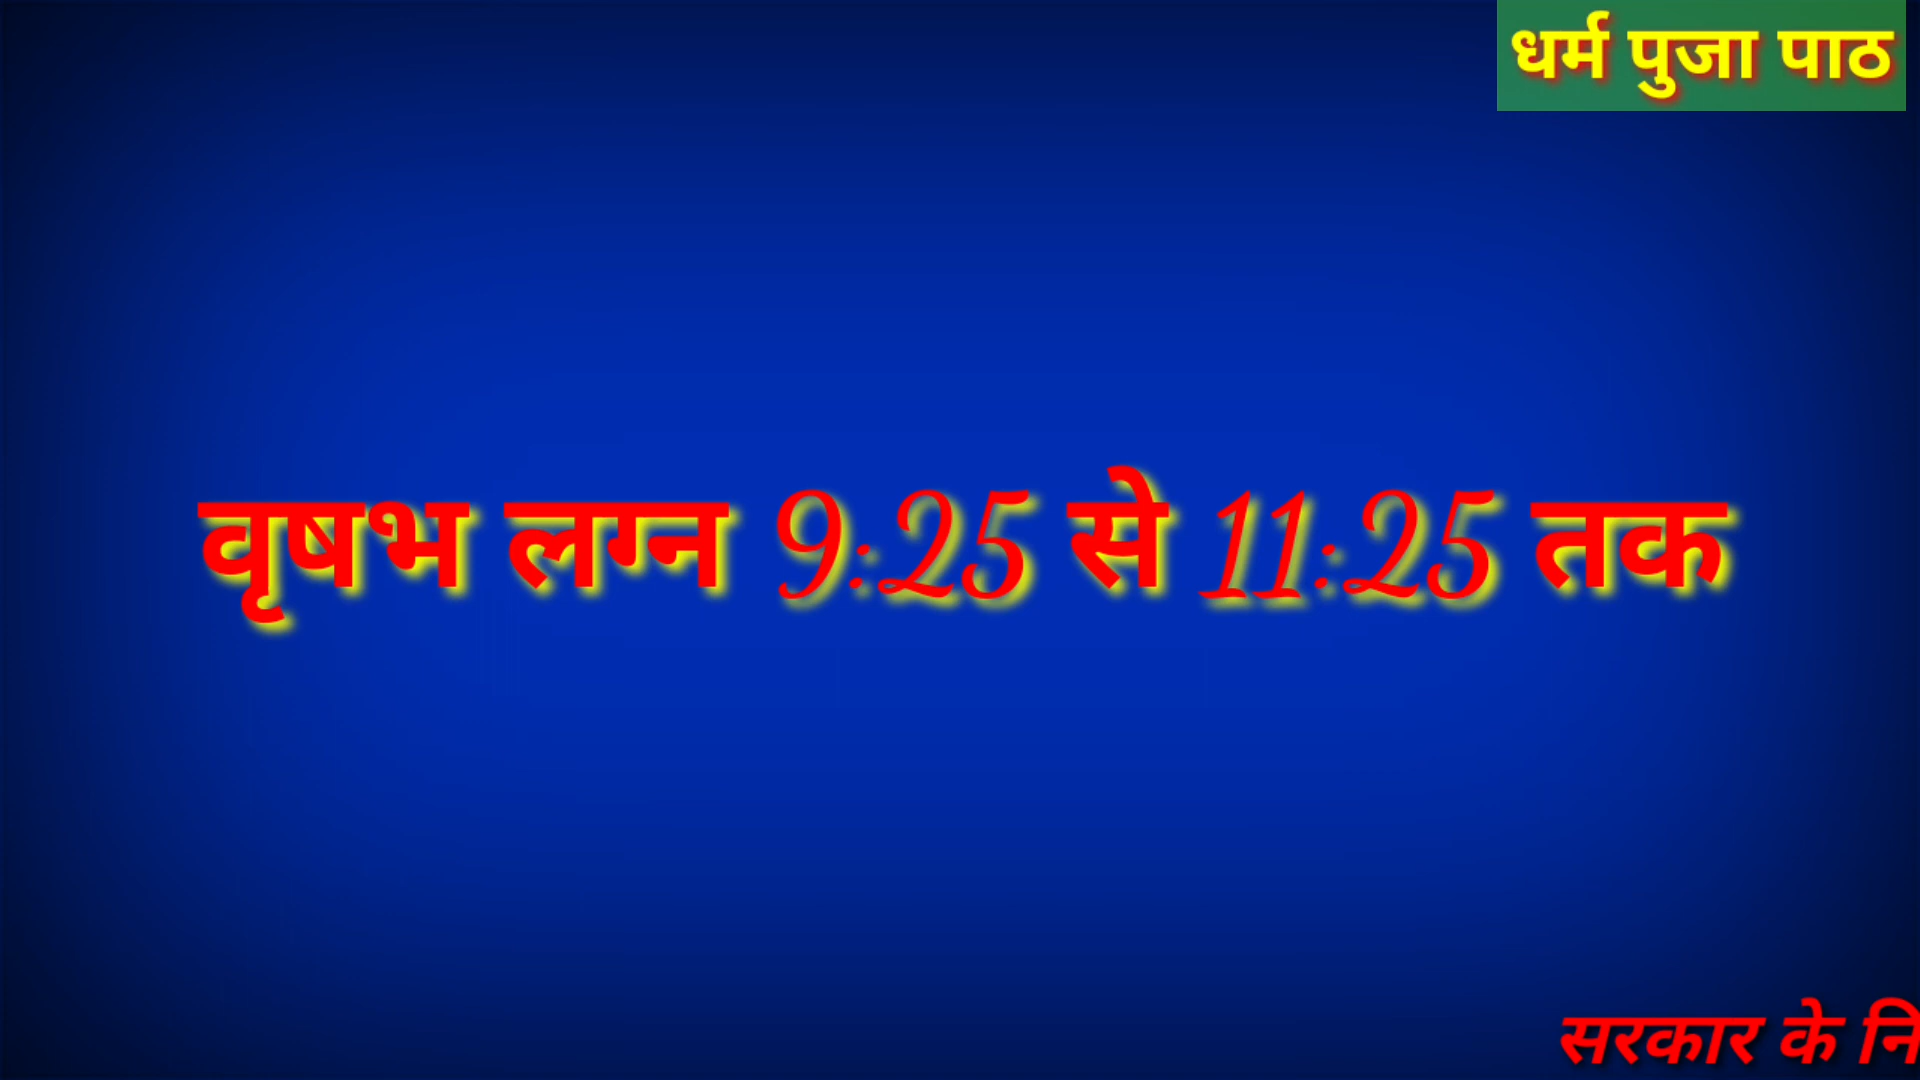 धर्म पुजा पाठ
वृषभ लग्न 9:25 से 11:25 तक
सरकार के नि